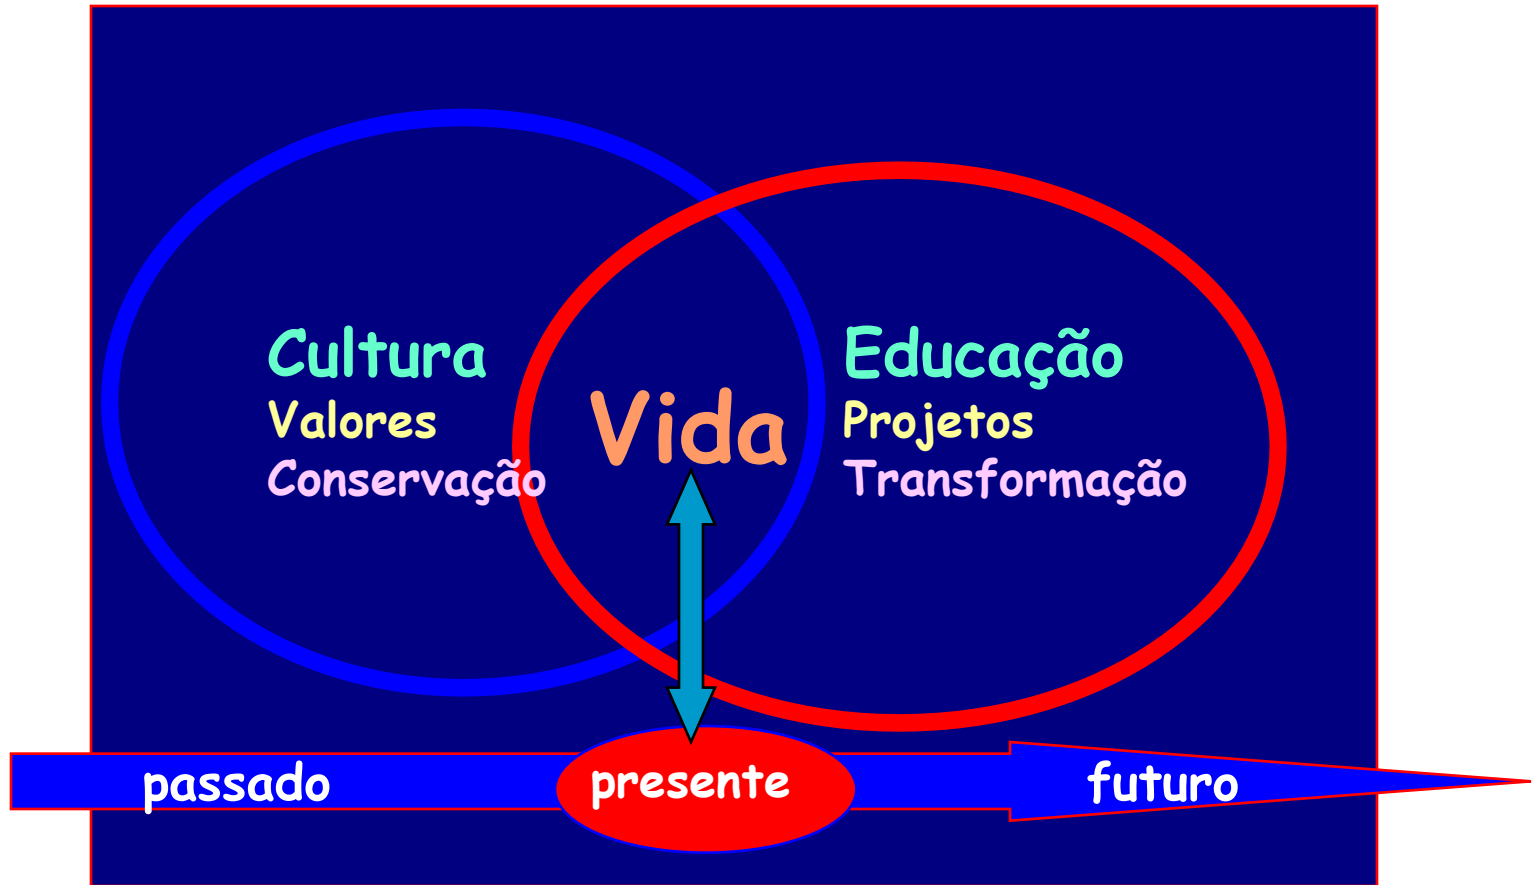 Cultura
Valores
Conservação
Vida
Educação
Projetos
Transformação
passado
presente
futuro